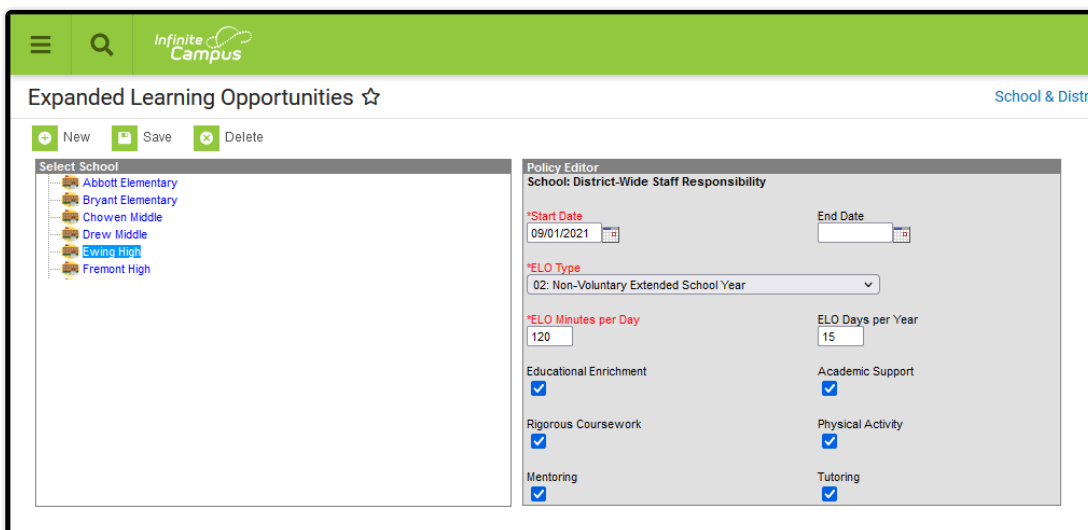 Infinite
Campus
Expanded Learning Opportunities
School & Distr
New Save Delete
Select School
Abbott Elementary
Bryant Elementary
Chowen Middle
Drew Middle
Ewing High
Fremont High
Policy Editor
School: District-Wide Staff Responsibility
*Start Date End Date
09/01/2021
*ELO Type
02: Non-Voluntary Extended School Year
*ELO Minutes per Day ELO Days per Year
120 15
Educational Enrichment Academic Support
Rigorous Coursework Physical Activity
Mentoring Tutoring